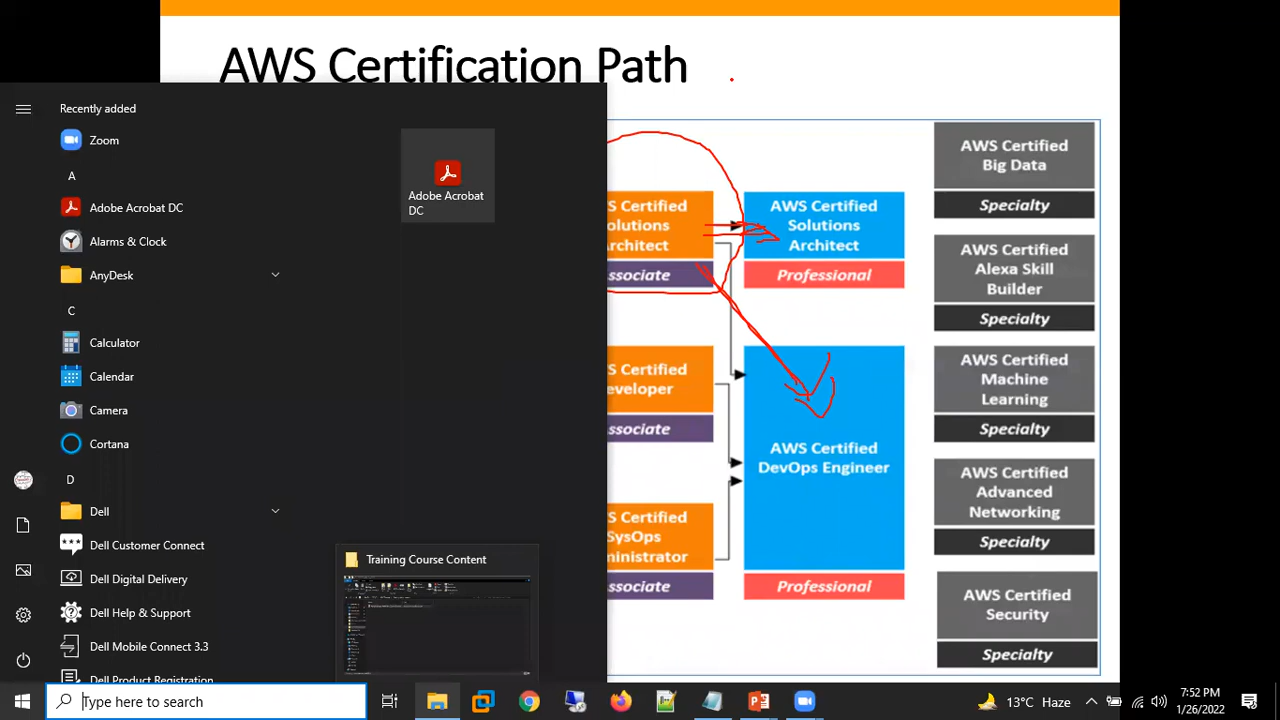 AWS Certification Path
Recently added
Zoom
A
Adobe Acrobat DC
Alarms & Clock
AnyDesk
C
Calculator
Calendar
Camera
Cortana
D
Dell
Dell Customer Connect
Dell Digital Delivery
Dell Help & Support
Dell Mobile Connect 3.3
Dell Product Registration
Adobe Acrobat
DC
Training Course Content
S Certified
olutions
rchitect
ssociate
S Certified
eveloper
ssociate
S Certified
SysOps
ministrator
ssociate
AWS Certified
Solutions
Architect
Professional
AWS Certified
DevOps Engineer
Professional
AWS Certified
Big Data
Specialty
AWS Certified
Alexa Skill
Builder
Specialty
AWS Certified
Machine
Learning
Specialty
AWS Certified
Advanced
Networking
Specialty
AWS Certified
Security
Specialty
Type here to search
13°C Haze
7:52 PM
1/26/2022